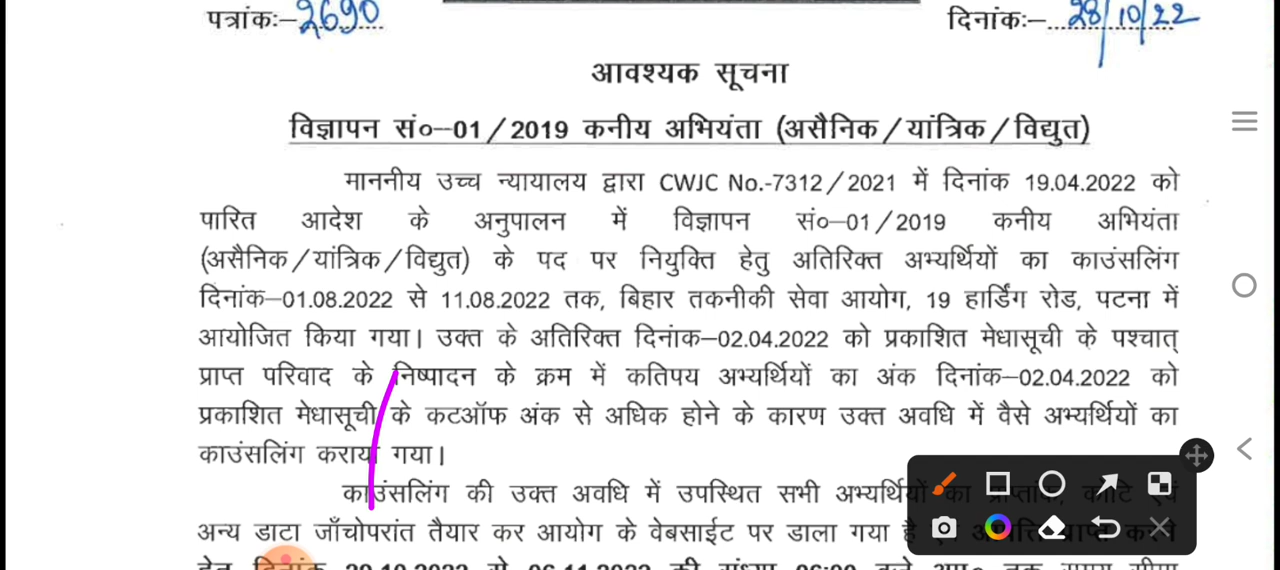 पत्रांकः-2690 दिनांकः-28/10/22
आवश्यक सूचना
विज्ञापन सं०-01/2019 कनीय अभियंता (असैनिक/यांत्रिक/विद्युत)
माननीय उच्च न्यायालय द्वारा CWJC No.-7312/2021 में दिनांक 19.04.2022 को
पारित आदेश के अनुपालन में विज्ञापन सं०-01/2019 कनीय अभियंता
(असैनिक/यांत्रिक/विद्युत) के पद पर नियुक्ति हेतु अतिरिक्त अभ्यर्थियों का काउंसलिंग
दिनांक-01.08.2022 से 11.08.2022 तक, बिहार तकनीकी सेवा आयोग, 19 हार्डिंग रोड, पटना में
आयोजित किया गया। उक्त के अतिरिक्त दिनांक-02.04.2022 को प्रकाशित मेधासूची के पश्चात्
प्राप्त परिवाद के निष्पादन के क्रम में कतिपय अभ्यर्थियों का अंक दिनांक-02.04.2022 को
प्रकाशित मेधासूची के कटऑफ अंक से अधिक होने के कारण उक्त अवधि में वैसे अभ्यर्थियों का
काउंसलिंग कराया गया।
काउंसलिंग की उक्त अवधि में उपस्थित सभी अभ्यर्थियों का प्राप्तांक, कोटि एवं
अन्य डाटा जाँचोपरांत तैयार कर आयोग के वेबसाईट पर डाला गया है